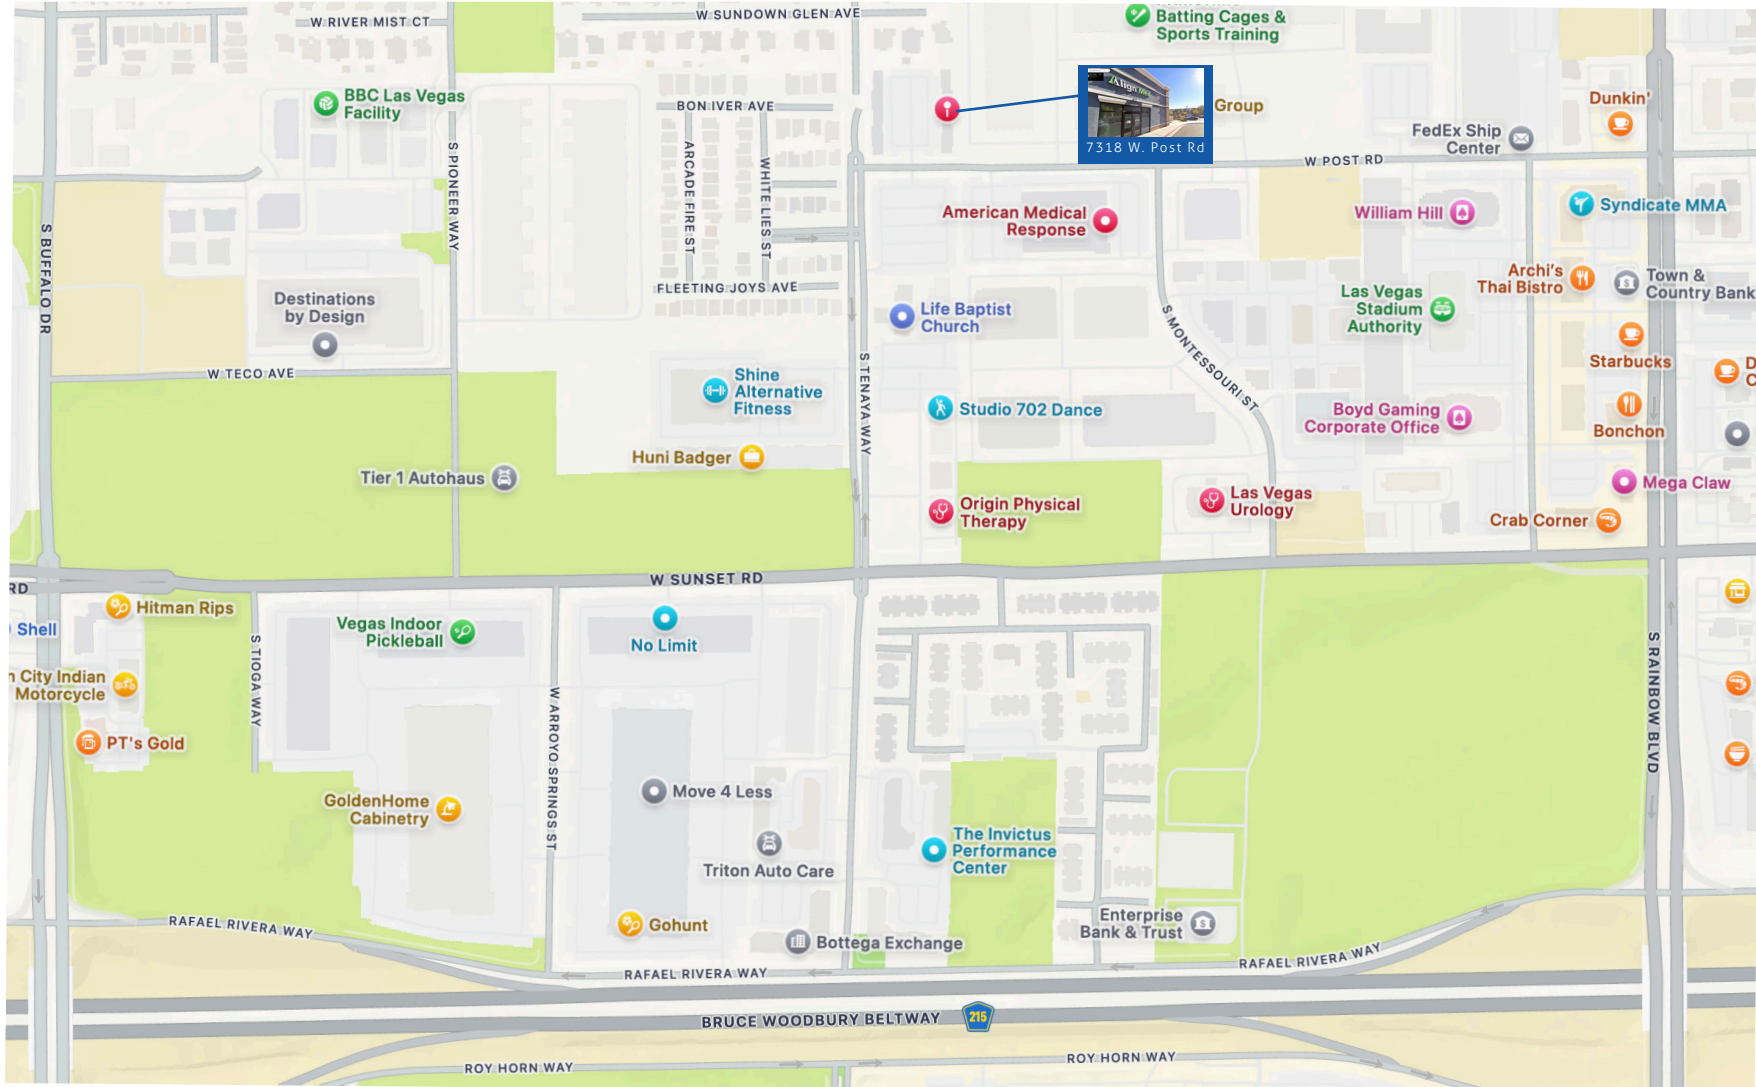 W RIVER MIST CT
W SUNDOWN GLEN AVE
Batting Cages &
Sports Training
BBC Las Vegas
Facility
BON IVER AVE
Align Med
7318 W. Post Rd
Group
Dunkin'
FedEx Ship
Center
W POST RD
S PIONEER WAY
ARCADE FIRE ST
WHITE LIES ST
American Medical
Response
William Hill
Syndicate MMA
S BUFFALO DR
Destinations
by Design
FLEETING JOYS AVE
Life Baptist
Church
S MONTESSOURI ST
Las Vegas
Stadium
Authority
Archi's
Thai Bistro
Town &
Country Bank
Starbucks
W TECO AVE
Shine
Alternative
Fitness
S TENAYA WAY
Studio 702 Dance
Boyd Gaming
Corporate Office
Bonchon
D
C
Tier 1 Autohaus
Huni Badger
Origin Physical
Therapy
Las Vegas
Urology
Mega Claw
Crab Corner
RD
W SUNSET RD
Hitman Rips
Shell
S TIOGA WAY
Vegas Indoor
Pickleball
No Limit
n City Indian
Motorcycle
PT's Gold
W ARROYO SPRINGS ST
S RAINBOW BLVD
GoldenHome
Cabinetry
Move 4 Less
Triton Auto Care
The Invictus
Performance
Center
RAFAEL RIVERA WAY
Gohunt
Bottega Exchange
Enterprise
Bank & Trust
RAFAEL RIVERA WAY
RAFAEL RIVERA WAY
BRUCE WOODBURY BELTWAY
215
ROY HORN WAY
ROY HORN WAY